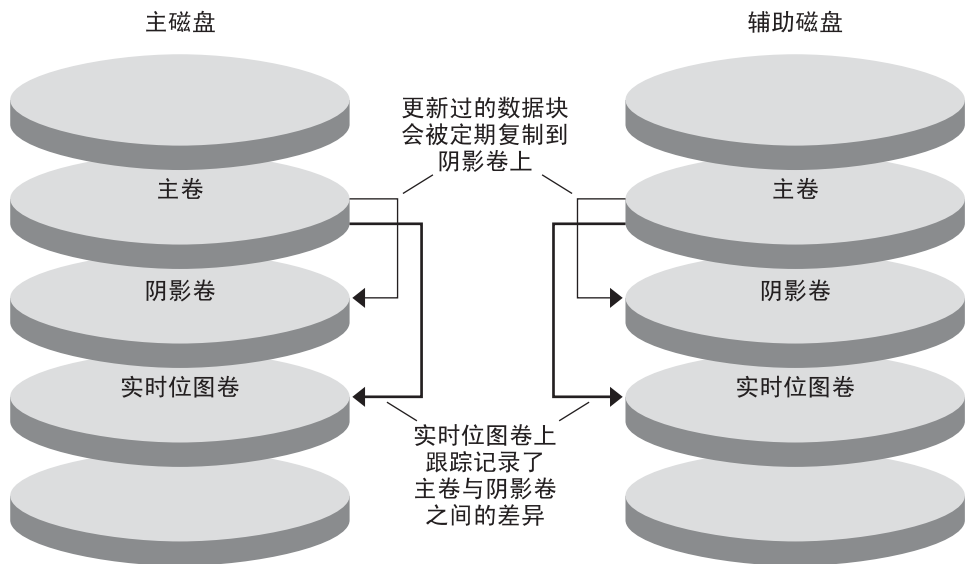 主磁盘
辅助磁盘
更新过的数据块
会被定期复制到
阴影卷上
主卷
主卷
阴影卷
阴影卷
实时位图卷
实时位图卷
实时位图卷上
跟踪记录了
主卷与阴影卷
之间的差异